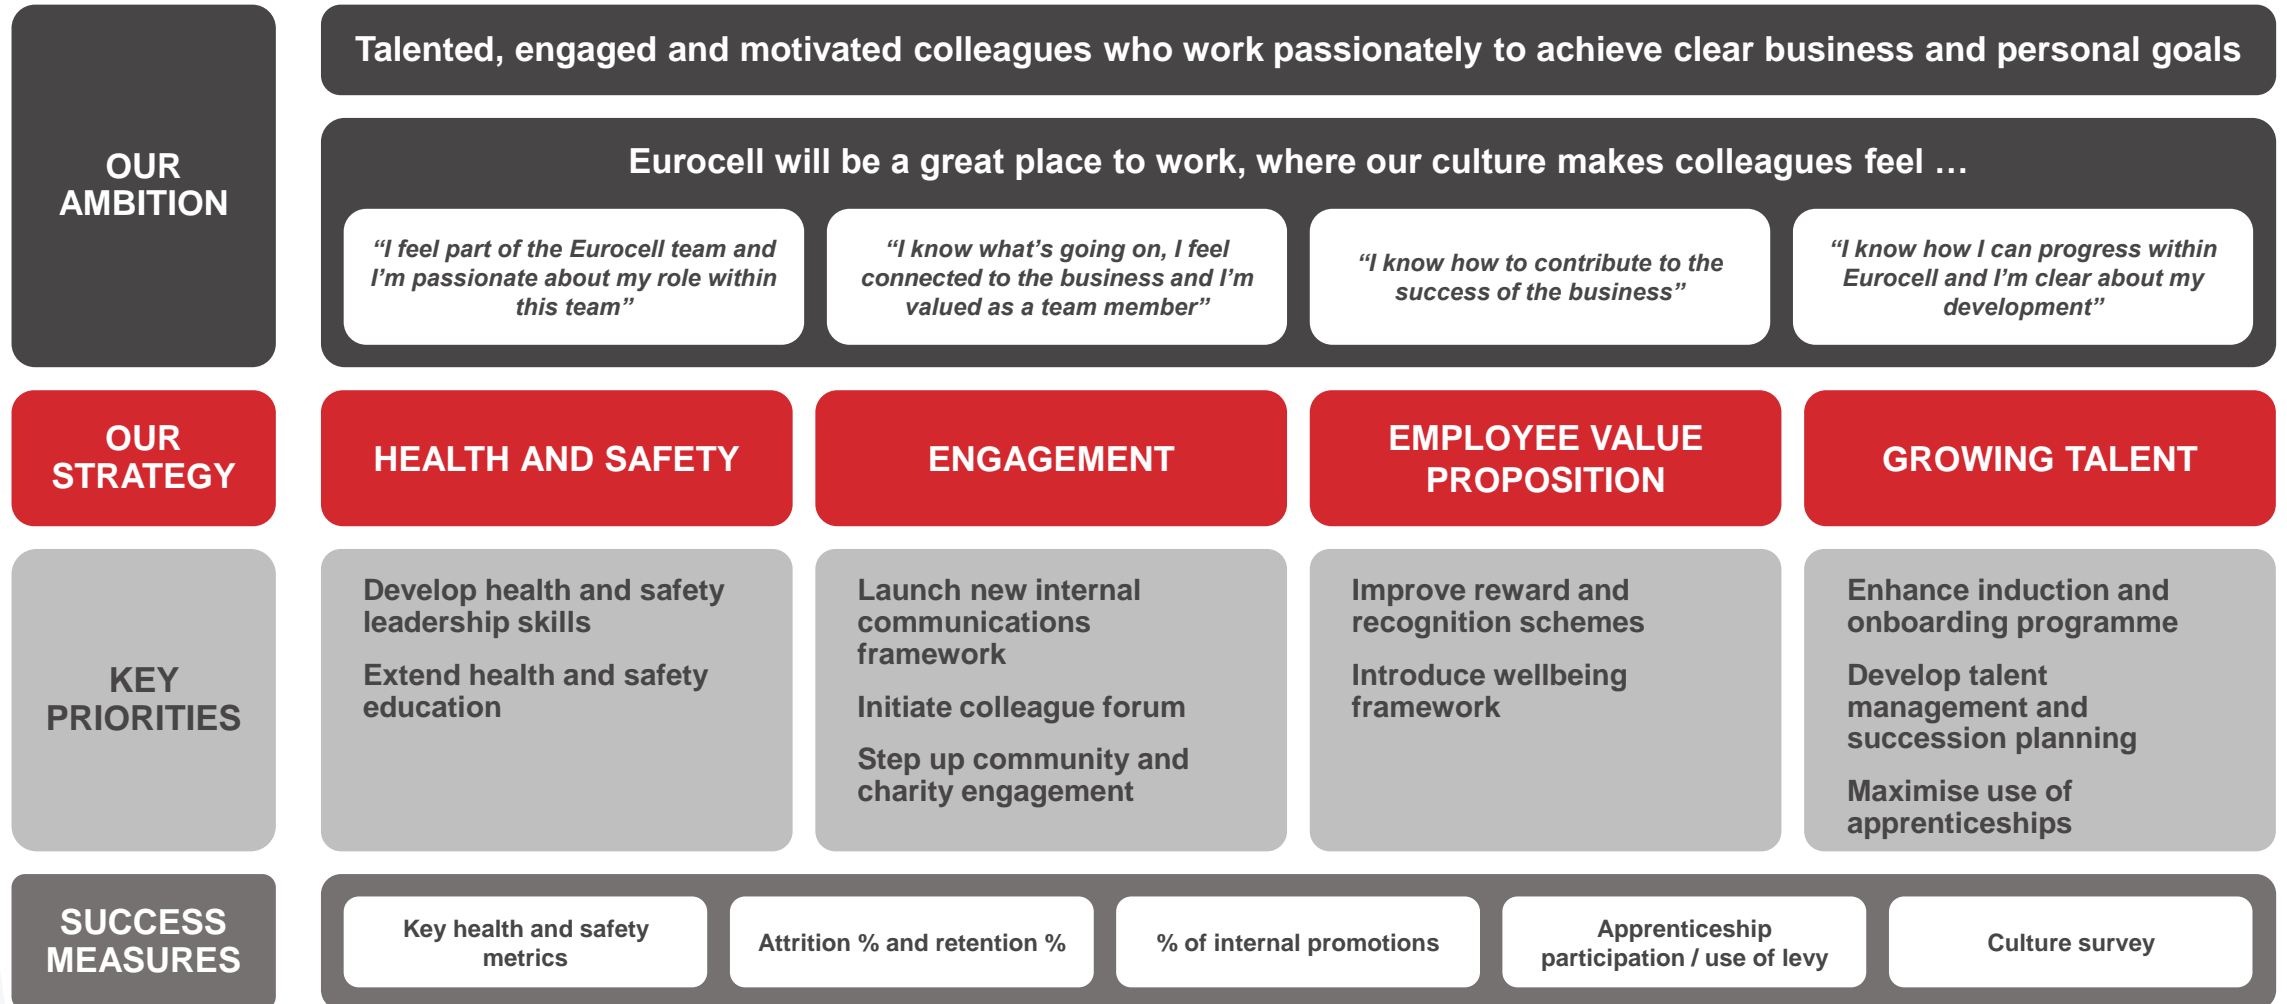 OUR
AMBITION
Talented, engaged and motivated colleagues who work passionately to achieve clear business and personal goals
Eurocell will be a great place to work, where our culture makes colleagues feel …
“I feel part of the Eurocell team and
I’m passionate about my role within
this team”
“I know what’s going on, I feel
connected to the business and I’m
valued as a team member”
“I know how to contribute to the
success of the business”
“I know how I can progress within
Eurocell and I’m clear about my
development”
OUR
STRATEGY
HEALTH AND SAFETY
ENGAGEMENT
EMPLOYEE VALUE
PROPOSITION
GROWING TALENT
KEY
PRIORITIES
Develop health and safety
leadership skills
Extend health and safety
education
Launch new internal
communications
framework
Initiate colleague forum
Step up community and
charity engagement
Improve reward and
recognition schemes
Introduce wellbeing
framework
Enhance induction and
onboarding programme
Develop talent
management and
succession planning
Maximise use of
apprenticeships
SUCCESS
MEASURES
Key health and safety
metrics
Attrition % and retention %
% of internal promotions
Apprenticeship
participation / use of levy
Culture survey